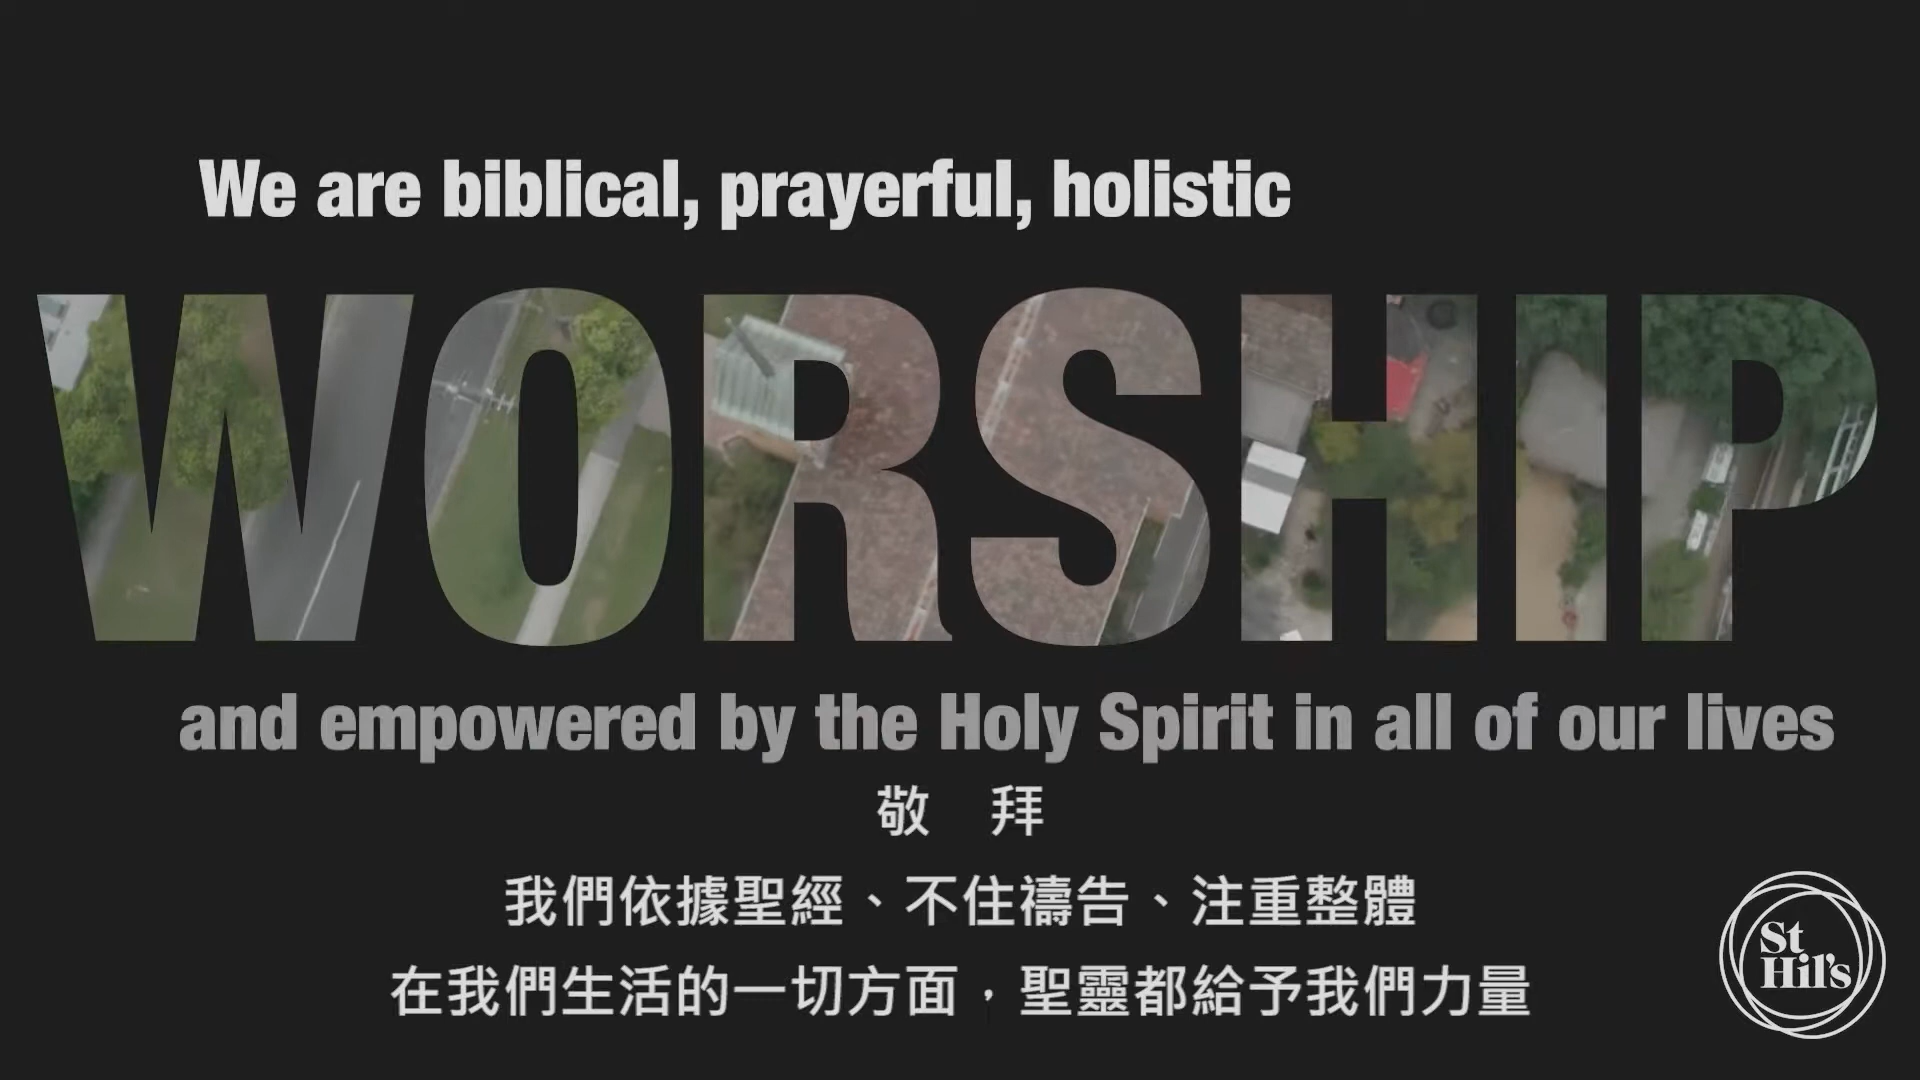 We are biblical, prayerful, holistic
WORSHIP
and empowered by the Holy Spirit in all of our lives
敬　拜
我們依據聖經、不住禱告、注重整體
在我們生活的一切方面，聖靈都給予我們力量
St
Hil's